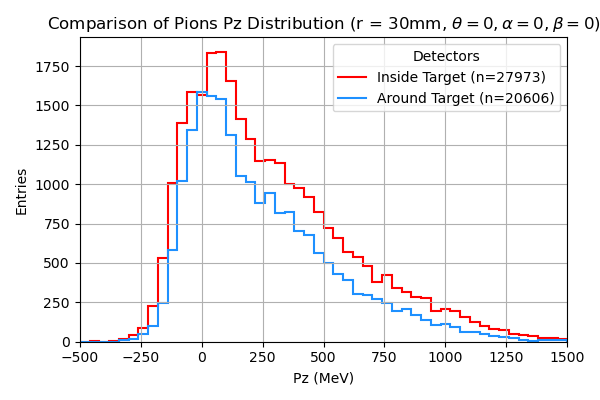 Comparison of Pions Pz Distribution (r = 30mm, θ = 0, α = 0, β = 0)
Detectors
Inside Target (n=27973)
Around Target (n=20606)
Entries
1750
1500
1250
1000
750
500
250
0
−500 −250 0 250 500 750 1000 1250 1500
Pz (MeV)